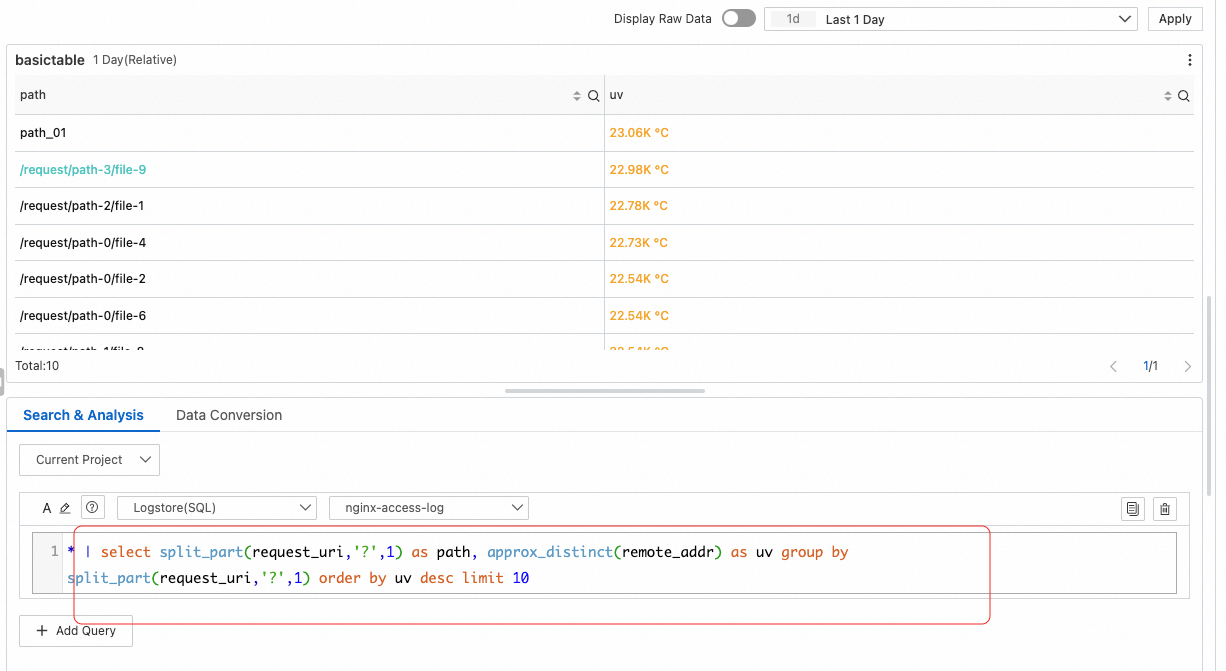 Display Raw Data 1d Last 1 Day Apply
basictable 1 Day(Relative)
path uv
path_01 23.06K °C
/request/path-3/file-9 22.98K °C
/request/path-2/file-1 22.78K °C
/request/path-0/file-4 22.73K °C
/request/path-0/file-2 22.54K °C
/request/path-0/file-6 22.54K °C
Total:10 1/1
Search & Analysis Data Conversion
Current Project
A ? Logstore(SQL) nginx-access-log
1 * | select split_part(request_uri,'?',1) as path, approx_distinct(remote_addr) as uv group by
split_part(request_uri,'?',1) order by uv desc limit 10
+ Add Query